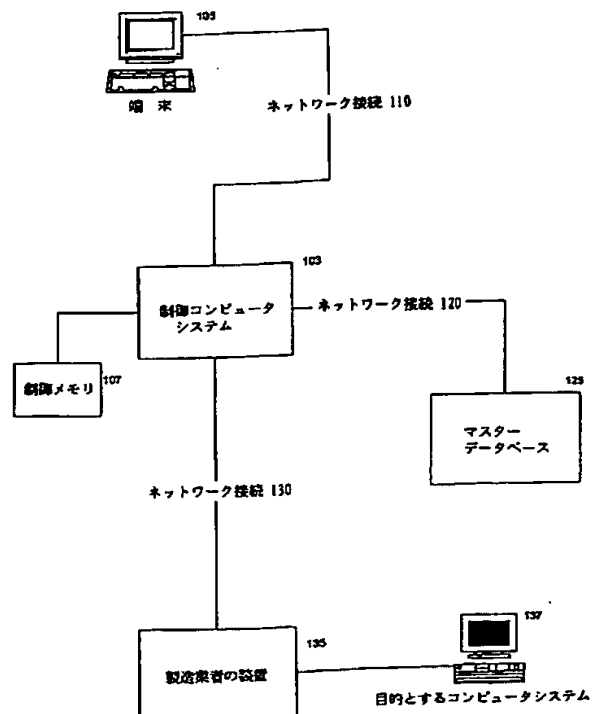 105
端 末
ネットワーク接続 110
103
制御コンピュータ
システム
ネットワーク接続 120
制御メモリ
107
125
マスター
データベース
ネットワーク接続 130
135
製造業者の装置
137
目的とするコンピュータシステム